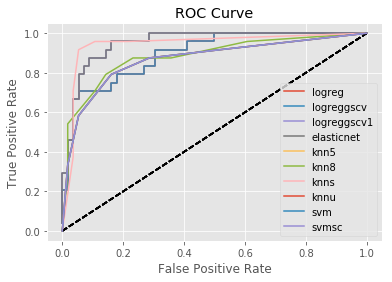 ROC Curve
1.0
0.8
0.6
0.4
0.2
0.0
True Positive Rate
logreg
logreggscv
logreggscv1
elasticnet
knn5
knn8
knns
knnu
svm
svmsc
0.0 0.2 0.4 0.6 0.8 1.0
False Positive Rate